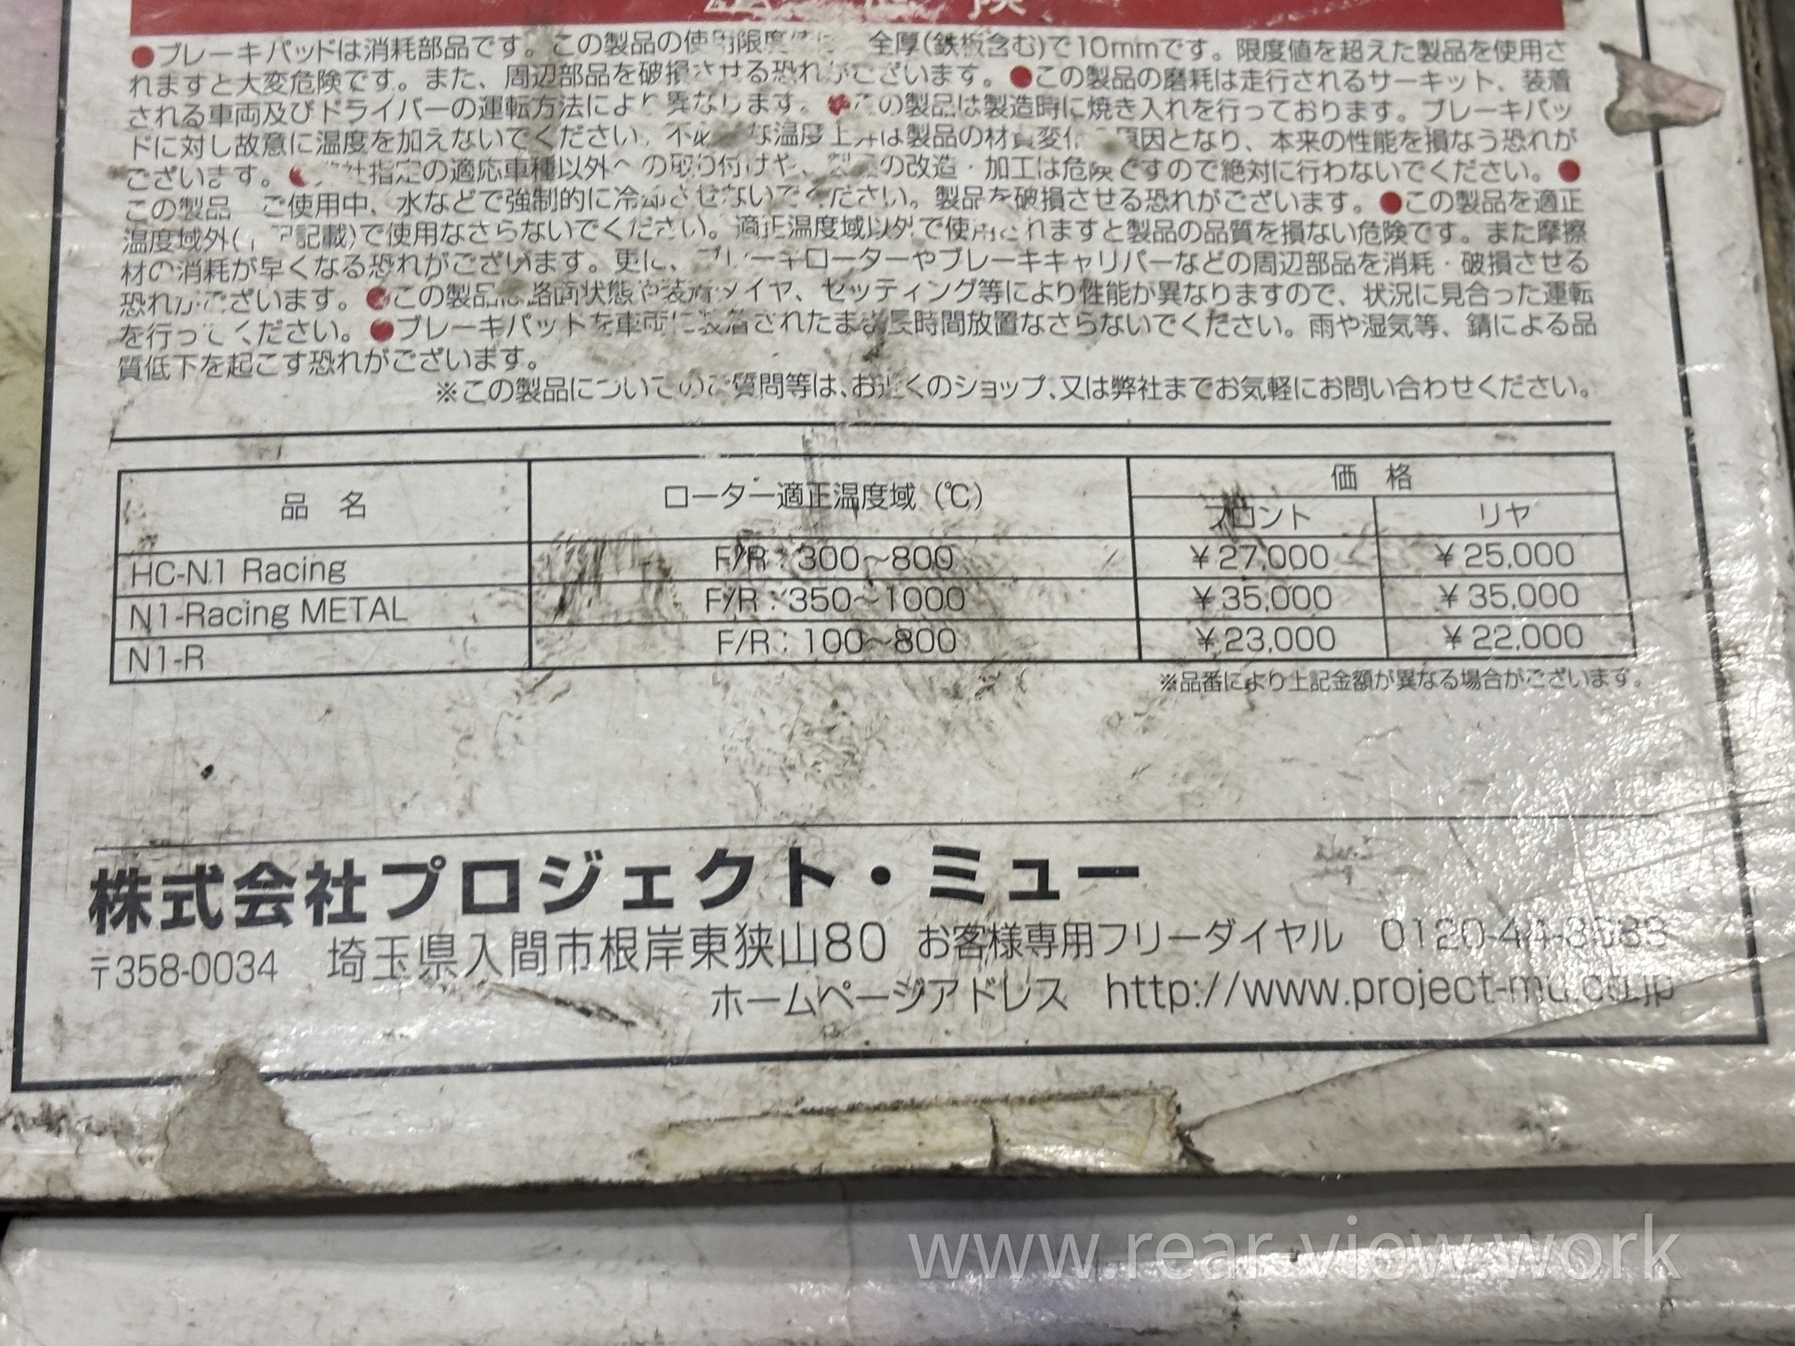 険
●ブレーキパッドは消耗部品です。この製品の使用限度値は 全厚(鉄板含む)で10mmです。限度値を超えた製品を使用さ
れますと大変危険です。また、周辺部品を破損させる恐れがございます。●この製品の磨耗は走行されるサーキット、装着
される車両及びドライバーの運転方法により異なります。●この製品は製造時に焼き入れを行っております。ブレーキパッ
ドに対し故意に温度を加えないでください。不必 な温度上昇は製品の材質変化 原因となり、本来の性能を損なう恐れが
ございます。● 社指定の適応車種以外への取り付けや、 の改造・加工は危険ですので絶対に行わないでください。●
この製品 ご使用中、水などで強制的に冷却させないでください。製品を破損させる恐れがございます。●この製品を適正
温度域外( 下記記載)で使用なさらないでください。適正温度域以外で使用されますと製品の品質を損ない危険です。また摩擦
材の消耗が早くなる恐れがございます。更に、ブレーキローターやブレーキキャリパーなどの周辺部品を消耗・破損させる
恐れがございます。●この製品は路面状態や装着タイヤ、セッティング等により性能が異なりますので、状況に見合った運転
を行ってください。●ブレーキパットを車両に装着されたまま長時間放置なさらないでください。雨や湿気等、錆による品
質低下を起こす恐れがございます。
※この製品についてのご質問等は、お近くのショップ、又は弊社までお気軽にお問い合わせください。
品 名 ローター適正温度域(℃) 価 格
フロント リヤ
HC-N1 Racing F/R:300～800 ¥27,000 ¥25,000
N1-Racing METAL F/R:350～1000 ¥35,000 ¥35,000
N1-R F/R:100～800 ¥23,000 ¥22,000
※品番により上記金額が異なる場合がございます。
株式会社プロジェクト・ミュー
〒358-0034 埼玉県入間市根岸東狭山80 お客様専用フリーダイヤル 0120-44-3583
ホームページアドレス http://www.project-mu.co.jp
www.rear-view.work